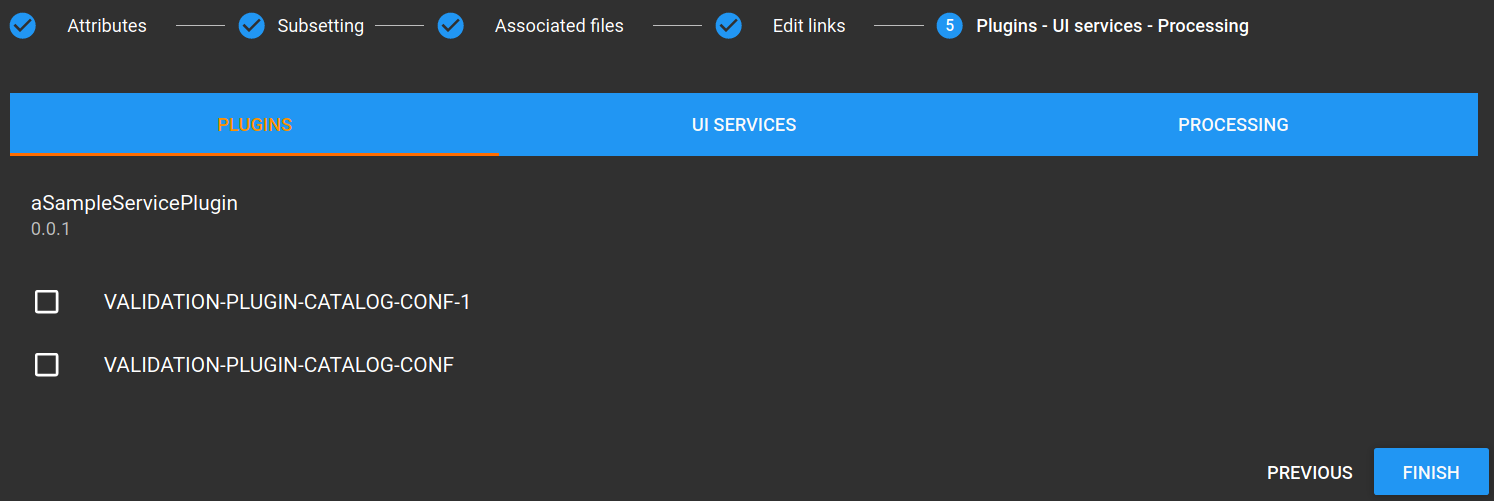 Attributes Subsetting Associated files Edit links 5 Plugins - UI services - Processing
PLUGINS UI SERVICES PROCESSING
aSampleServicePlugin
0.0.1
VALIDATION-PLUGIN-CATALOG-CONF-1
VALIDATION-PLUGIN-CATALOG-CONF
PREVIOUS FINISH